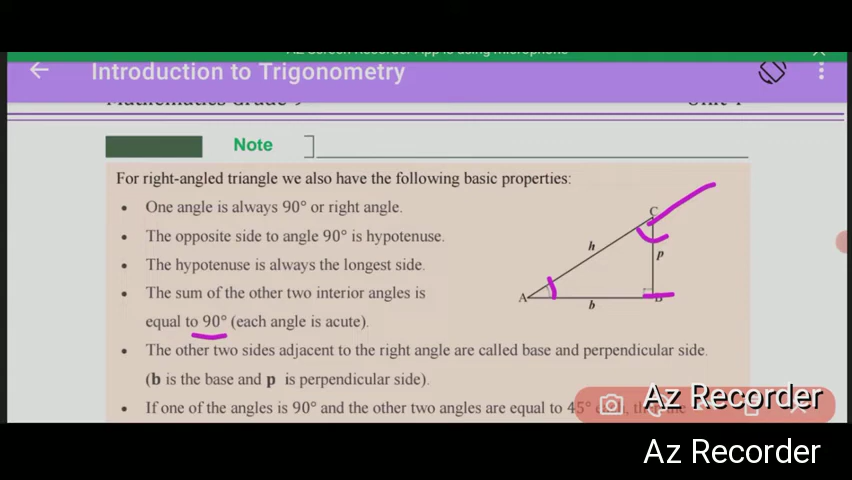 Introduction to Trigonometry
Note
For right-angled triangle we also have the following basic properties:
• One angle is always 90° or right angle.
• The opposite side to angle 90° is hypotenuse.
• The hypotenuse is always the longest side.
• The sum of the other two interior angles is
equal to 90° (each angle is acute).
• The other two sides adjacent to the right angle are called base and perpendicular side.
(b is the base and p is perpendicular side).
• If one of the angles is 90° and the other two angles are equal to 45°
C
h
p
A
b
Az Recorder
Az Recorder